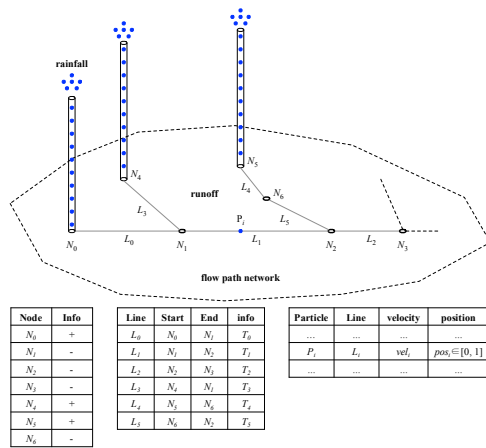 rainfall
N₄
N₅
L₄
N₆
runoff
L₃
L₅
Pᵢ
N₀
L₀
N₁
L₁
N₂
L₂
N₃
flow path network
Node Info
N₀ +
N₁ -
N₂ -
N₃ -
N₄ +
N₅ +
N₆ -
Line Start End info
L₀ N₀ N₁ T₀
L₁ N₁ N₂ T₁
L₂ N₂ N₃ T₂
L₃ N₄ N₁ T₃
L₄ N₅ N₆ T₄
L₅ N₆ N₂ T₅
Particle Line velocity position
... ... ... ...
Pᵢ Lᵢ velᵢ posᵢ∈[0, 1]
... ... ... ...